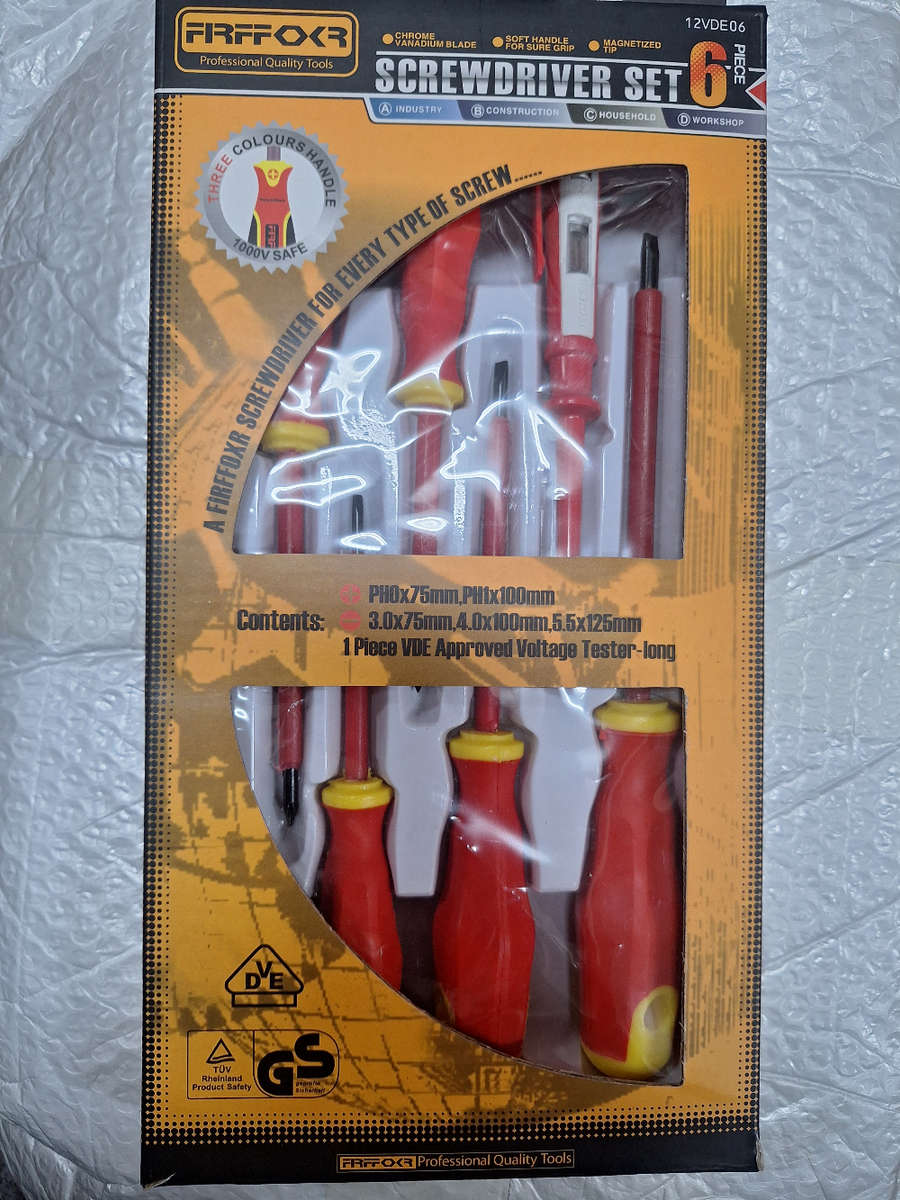 FIRFFOXR
Professional Quality Tools
CHROME
VANADIUM BLADE
SOFT HANDLE
FOR SURE GRIP
MAGNETIZED
TIP
12VDE06
SCREWDRIVER SET
6 PIECE
A INDUSTRY
B CONSTRUCTION
C HOUSEHOLD
D WORKSHOP
THREE COLOURS HANDLE
1000V SAFE
A FIRFFOXR SCREWDRIVER FOR EVERY TYPE OF SCREW......
Contents:
PH0x75mm,PH1x100mm
3.0x75mm,4.0x100mm,5.5x125mm
1 Piece VDE Approved Voltage Tester-long
DVE
TÜV
Rheinland
Product Safety
GS
geprüfte
Sicherheit
FIRFFOXR Professional Quality Tools